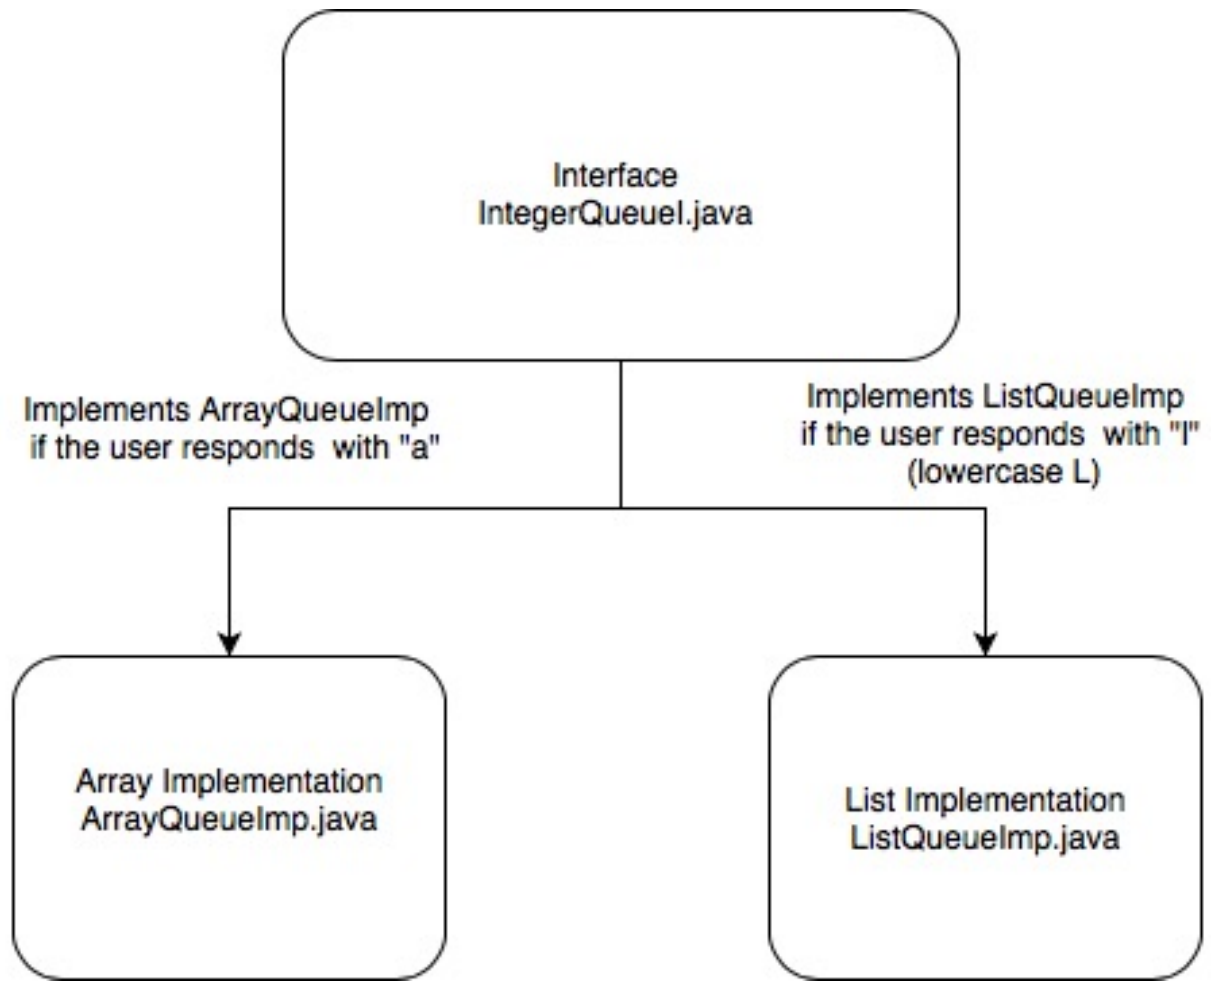 Interface
IntegerQueueI.java
Implements ArrayQueueImp
if the user responds with "a"
Implements ListQueueImp
if the user responds with "l"
(lowercase L)
Array Implementation
ArrayQueueImp.java
List Implementation
ListQueueImp.java